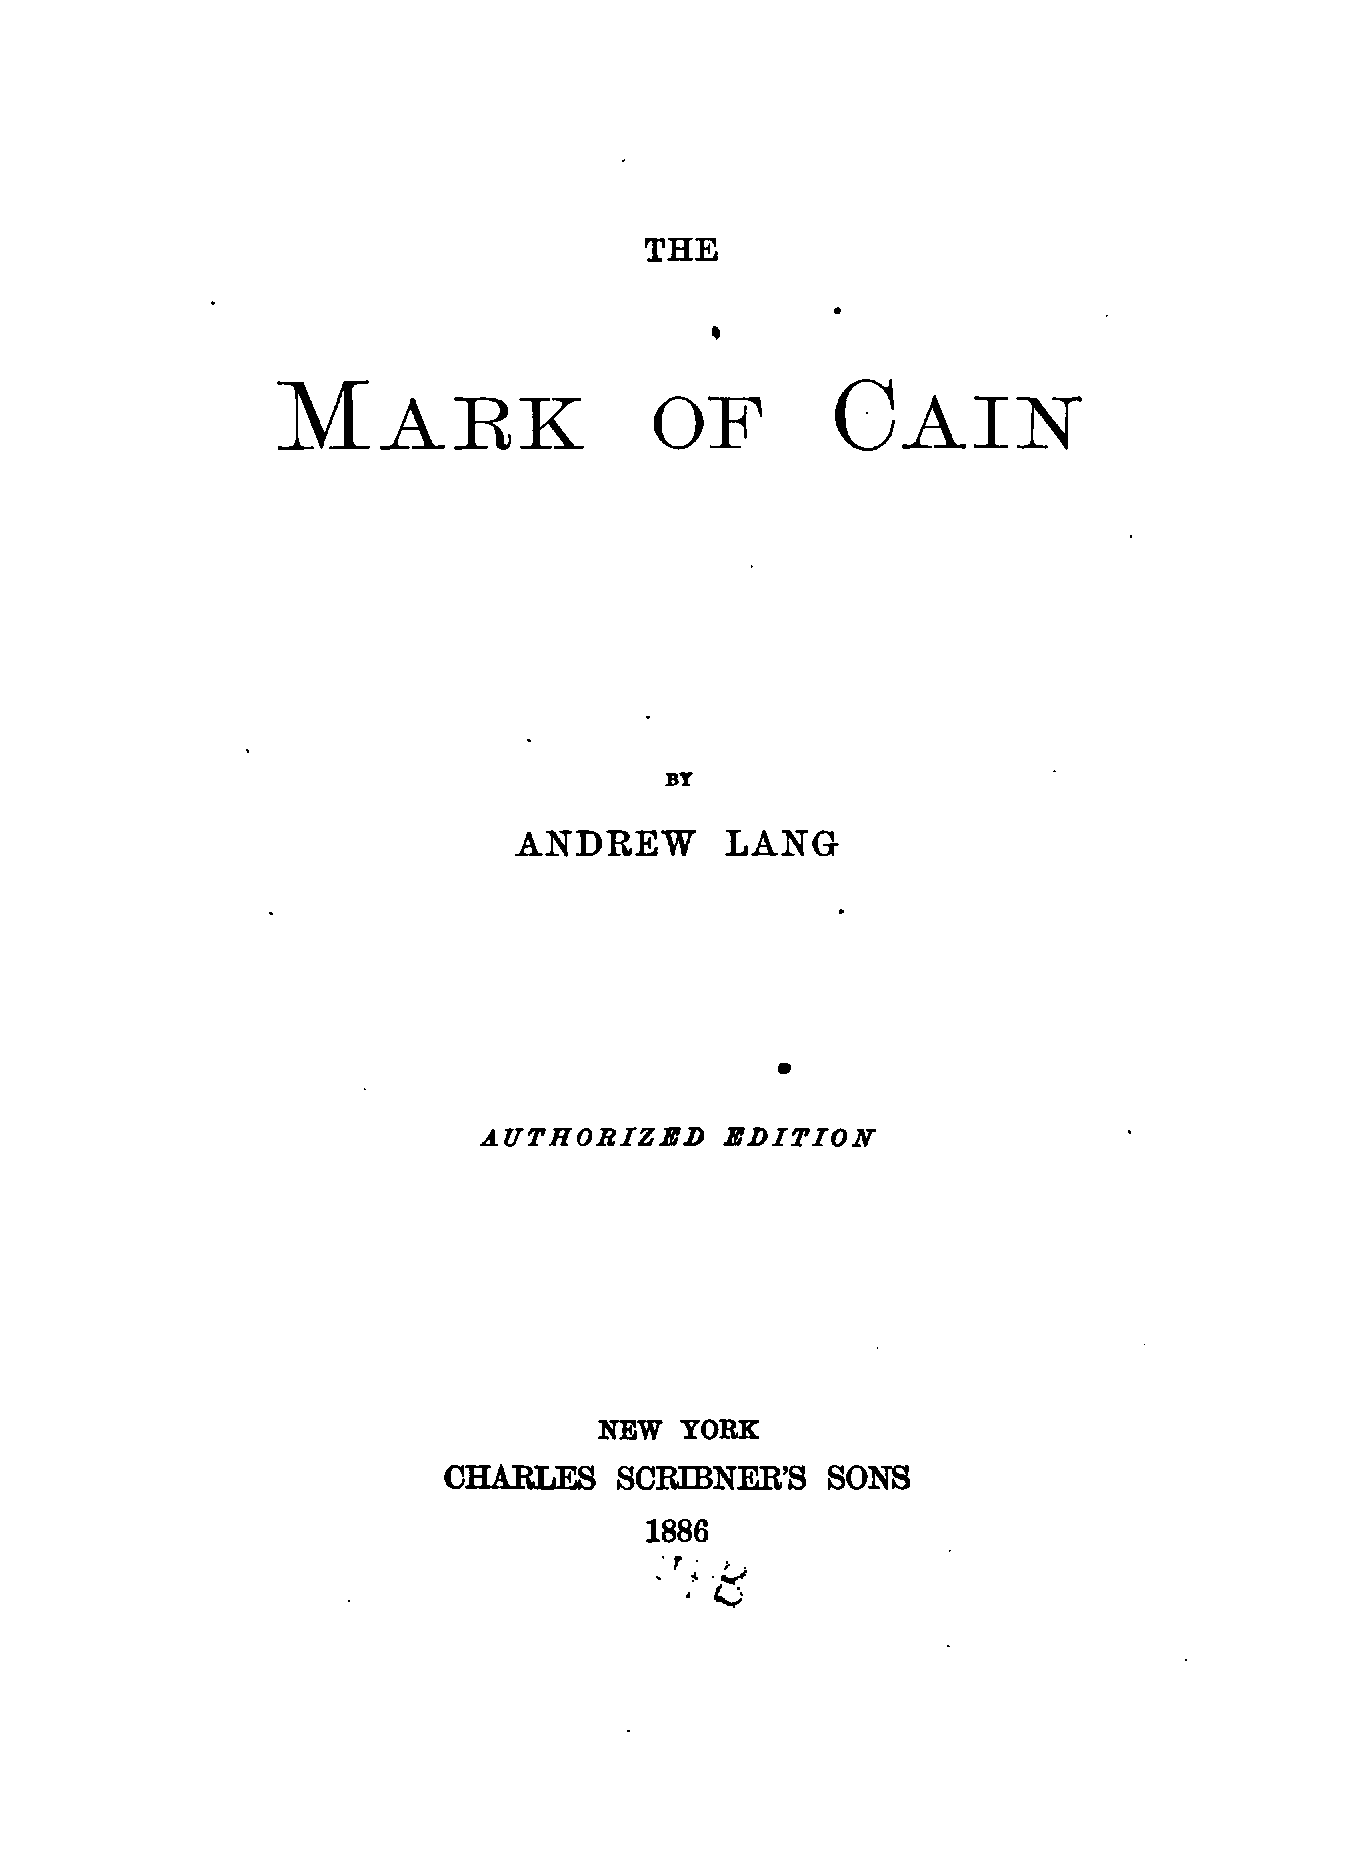 THE
MARK OF CAIN
BY
ANDREW LANG
AUTHORIZED EDITION
NEW YORK
CHARLES SCRIBNER'S SONS
1886